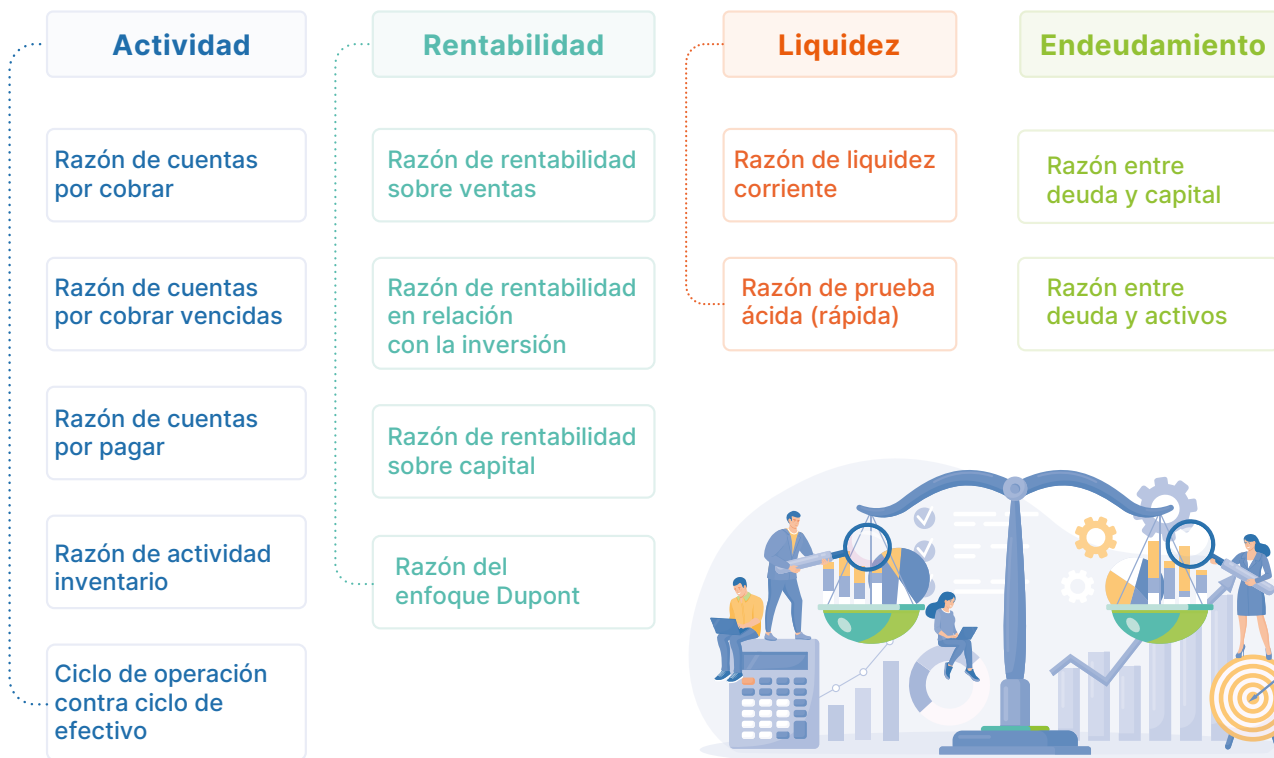 Actividad
Razón de cuentas
por cobrar
Razón de cuentas
por cobrar vencidas
Razón de cuentas
por pagar
Razón de actividad
inventario
Ciclo de operación
contra ciclo de
efectivo
Rentabilidad
Razón de rentabilidad
sobre ventas
Razón de rentabilidad
en relación
con la inversión
Razón de rentabilidad
sobre capital
Razón del
enfoque Dupont
Liquidez
Razón de liquidez
corriente
Razón de prueba
ácida (rápida)
Endeudamiento
Razón entre
deuda y capital
Razón entre
deuda y activos